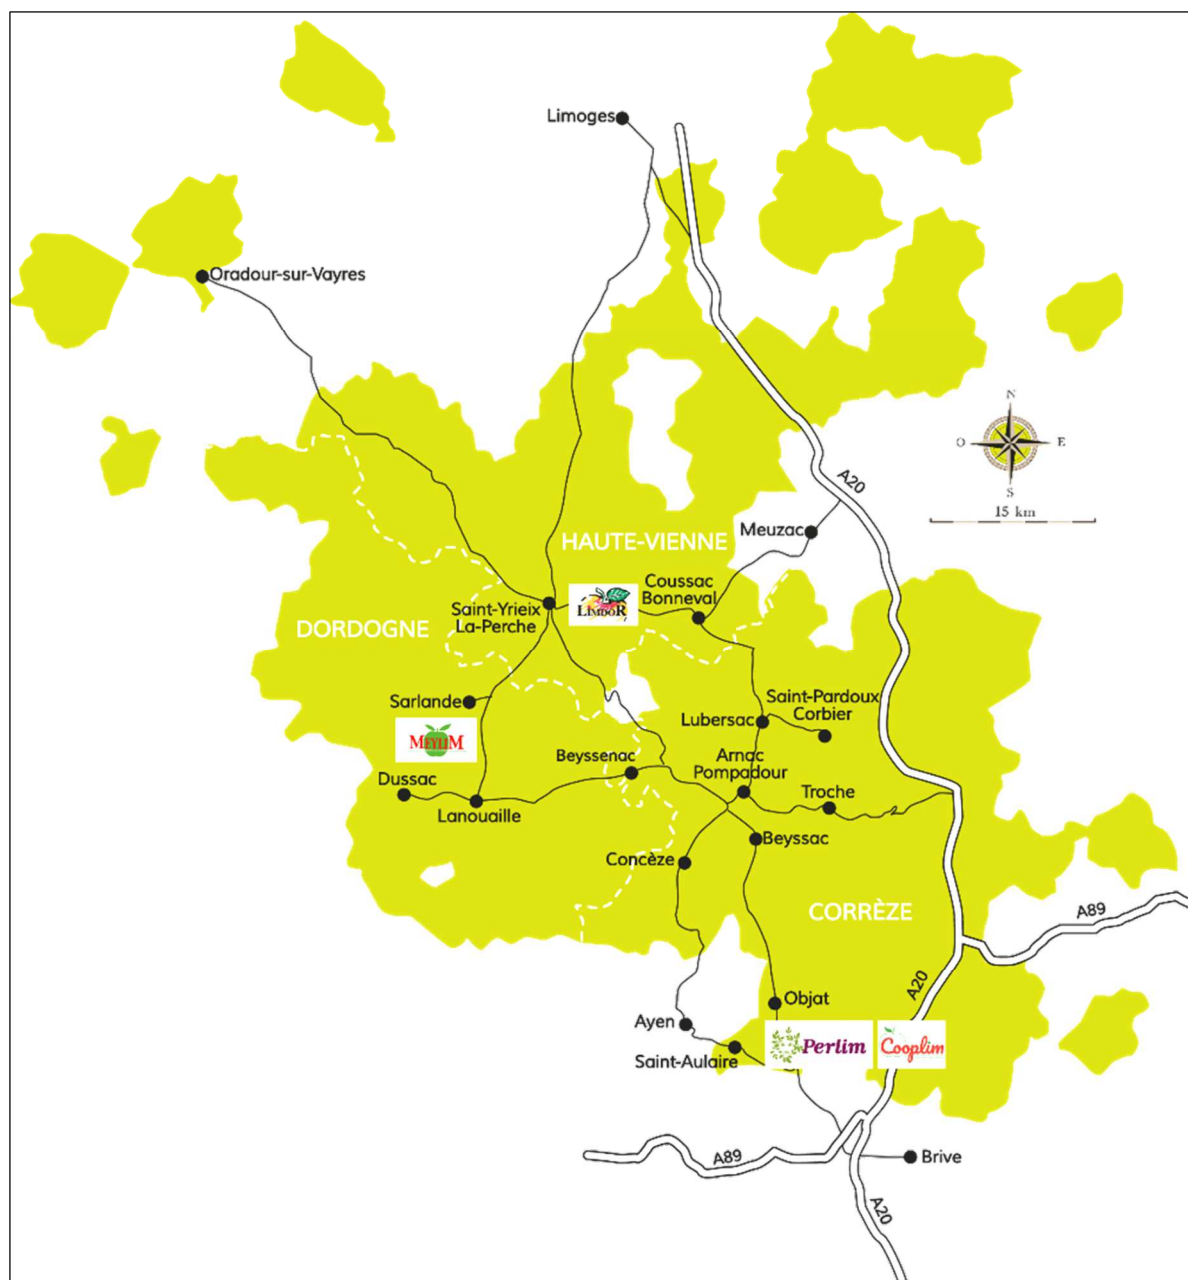 Limoges
Oradour-sur-Vayres
N
O
E
S
15 km
A20
Meuzac
HAUTE-VIENNE
Coussac
Bonneval
LIMDOR
Saint-Yrieix
La-Perche
DORDOGNE
Sarlande
MEYLIM
Saint-Pardoux
Corbier
Lubersac
Beyssenac
Arnac
Pompadour
Dussac
Lanouaille
Troche
Beyssac
Concèze
CORRÈZE
A89
A20
Objat
Ayen
Saint-Aulaire
Perlim
Cooplim
A89
Brive
A20